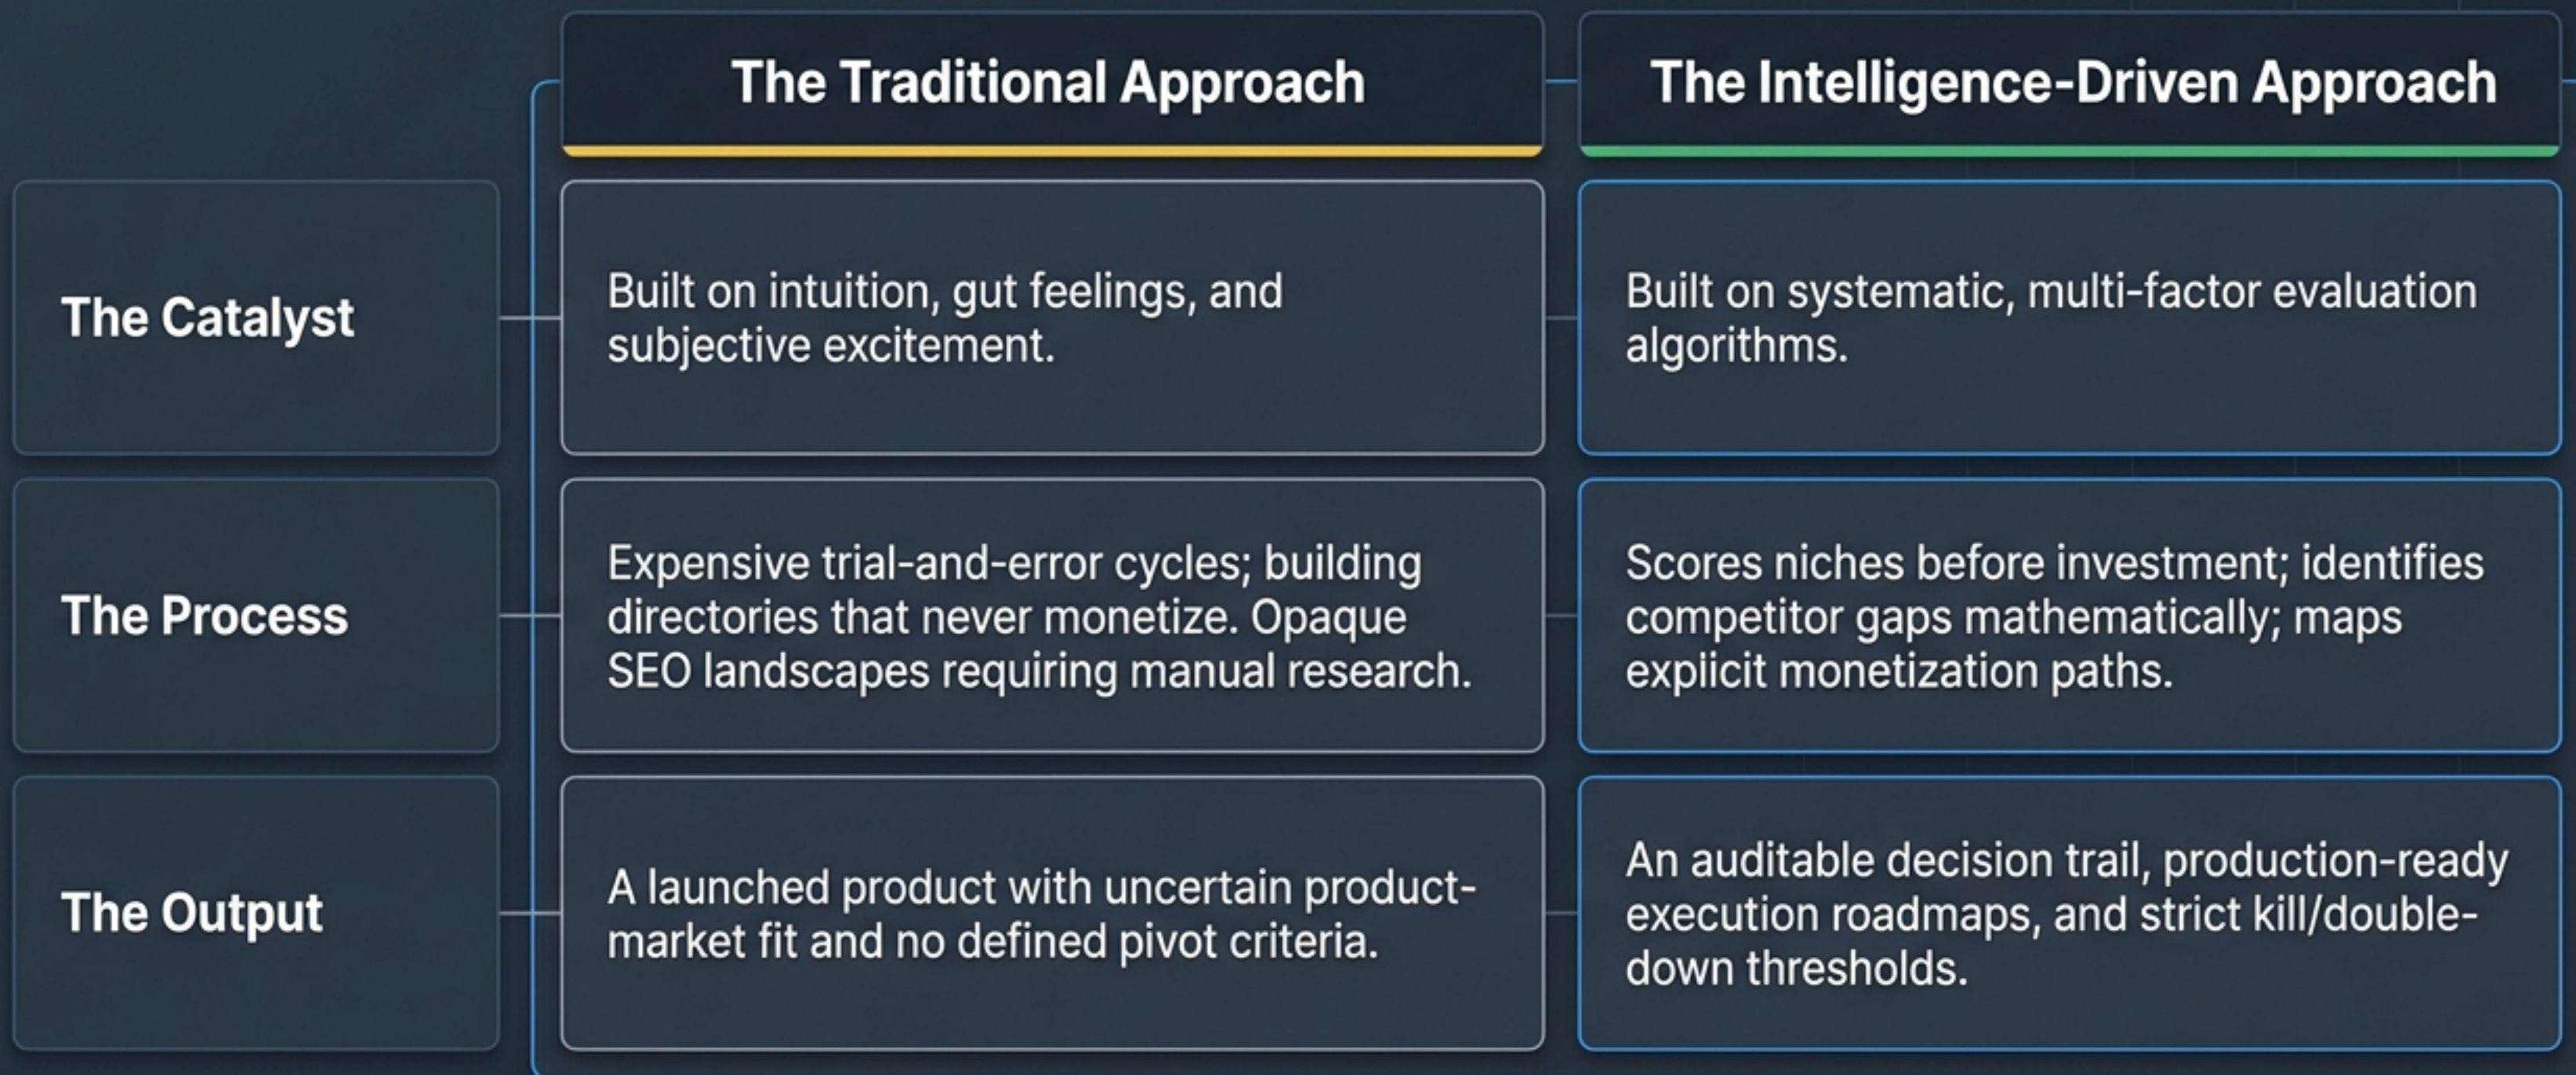 The Traditional Approach
The Intelligence-Driven Approach
The Catalyst
Built on intuition, gut feelings, and
subjective excitement.
Built on systematic, multi-factor evaluation
algorithms.
The Process
Expensive trial-and-error cycles; building
directories that never monetize. Opaque
SEO landscapes requiring manual research.
Scores niches before investment; identifies
competitor gaps mathematically; maps
explicit monetization paths.
The Output
A launched product with uncertain product-
market fit and no defined pivot criteria.
An auditable decision trail, production-ready
execution roadmaps, and strict kill/double-
down thresholds.